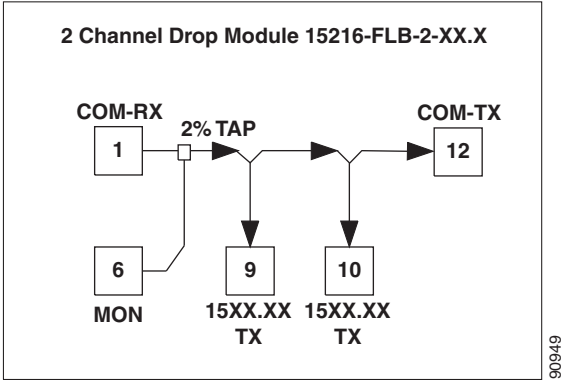 2 Channel Drop Module 15216-FLB-2-XX.X
COM-RX
2% TAP
COM-TX
1
12
6
9
10
MON
15XX.XX
TX
15XX.XX
TX
90949